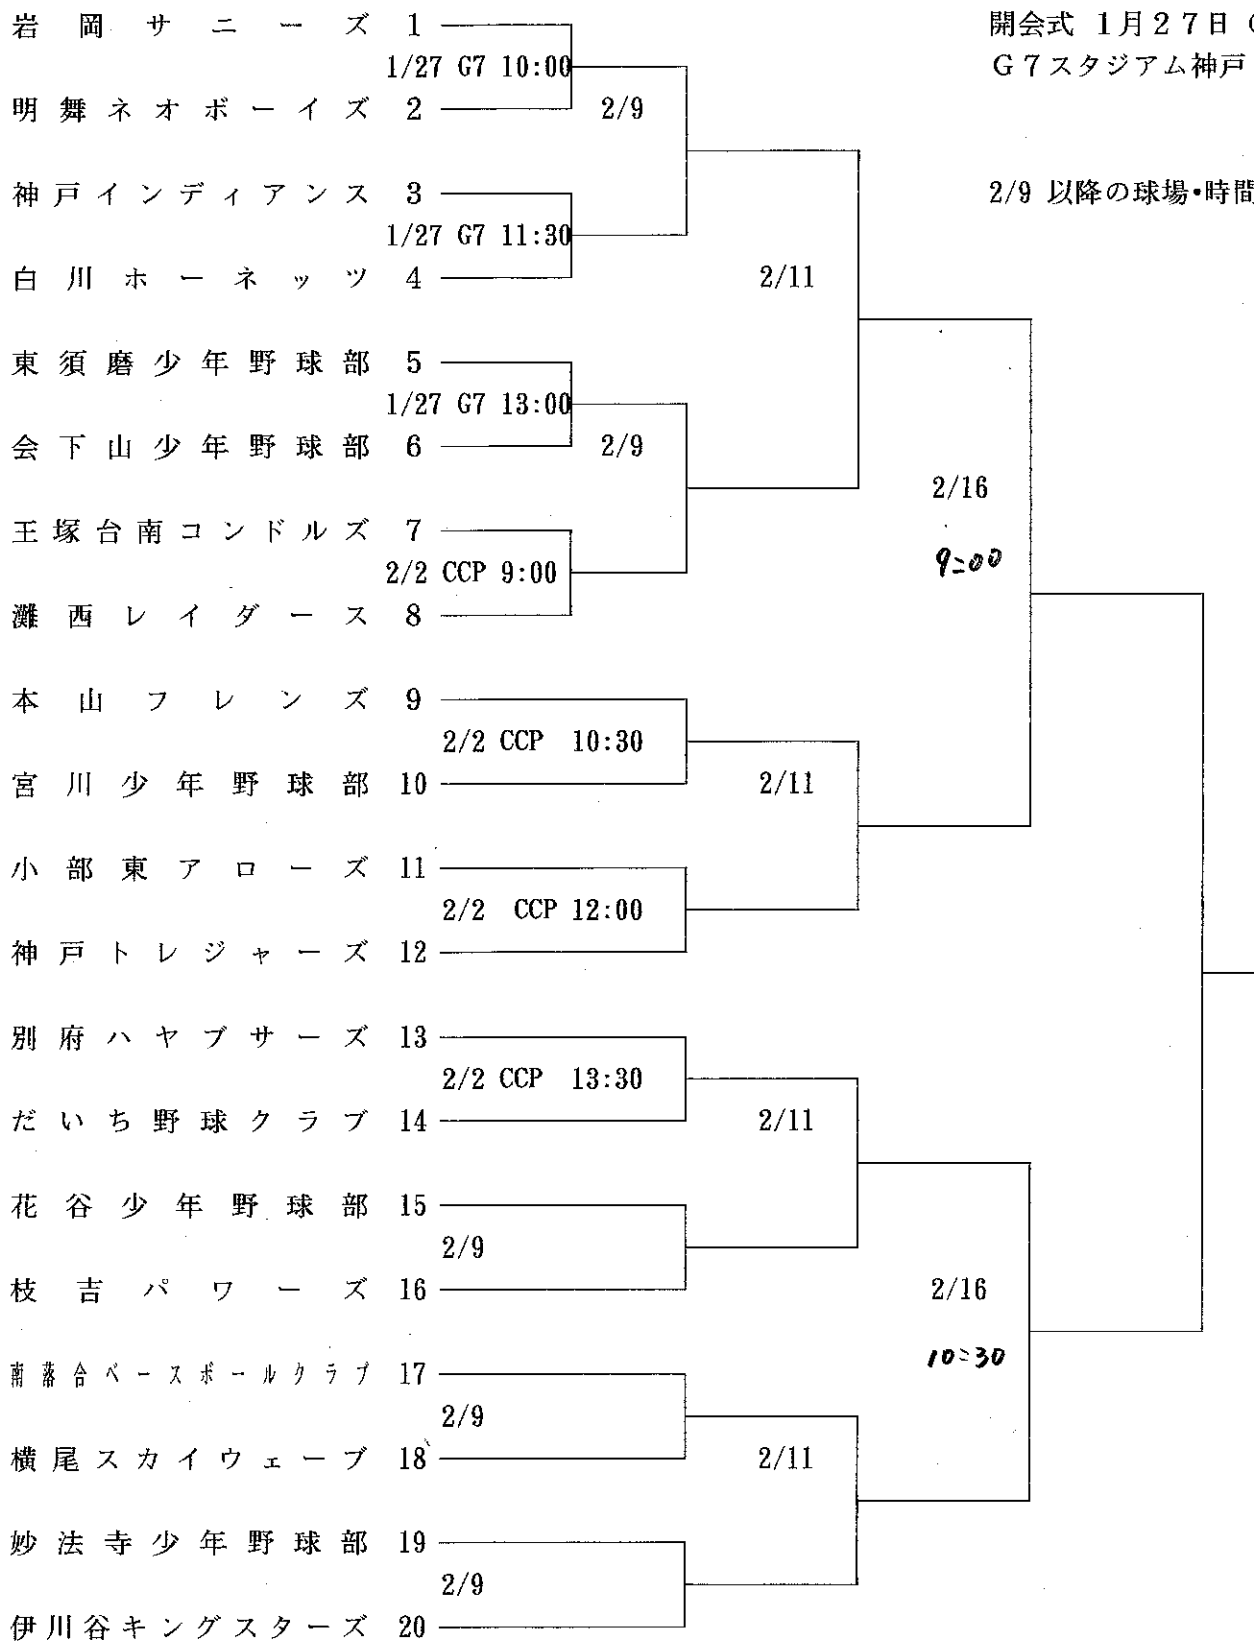 岩岡サニーズ 1
開会式 1月27日(
1/27 G7 10:00
G7スタジアム神戸
明舞ネオボーイズ 2
2/9
神戸インディアンス 3
2/9 以降の球場・時間
1/27 G7 11:30
白川ホーネッツ 4
2/11
東須磨少年野球部 5
1/27 G7 13:00
会下山少年野球部 6
2/9
2/16
王塚台南コンドルズ 7
9:00
2/2 CCP 9:00
灘西レイダース 8
本山フレンズ 9
2/2 CCP 10:30
宮川少年野球部 10
2/11
小部東アローズ 11
2/2 CCP 12:00
神戸トレジャーズ 12
別府ハヤブサーズ 13
2/2 CCP 13:30
だいち野球クラブ 14
2/11
花谷少年野球部 15
2/9
枝吉パワーズ 16
2/16
10:30
南落合ベースボールクラブ 17
2/9
横尾スカイウェーブ 18
2/11
妙法寺少年野球部 19
2/9
伊川谷キングスターズ 20